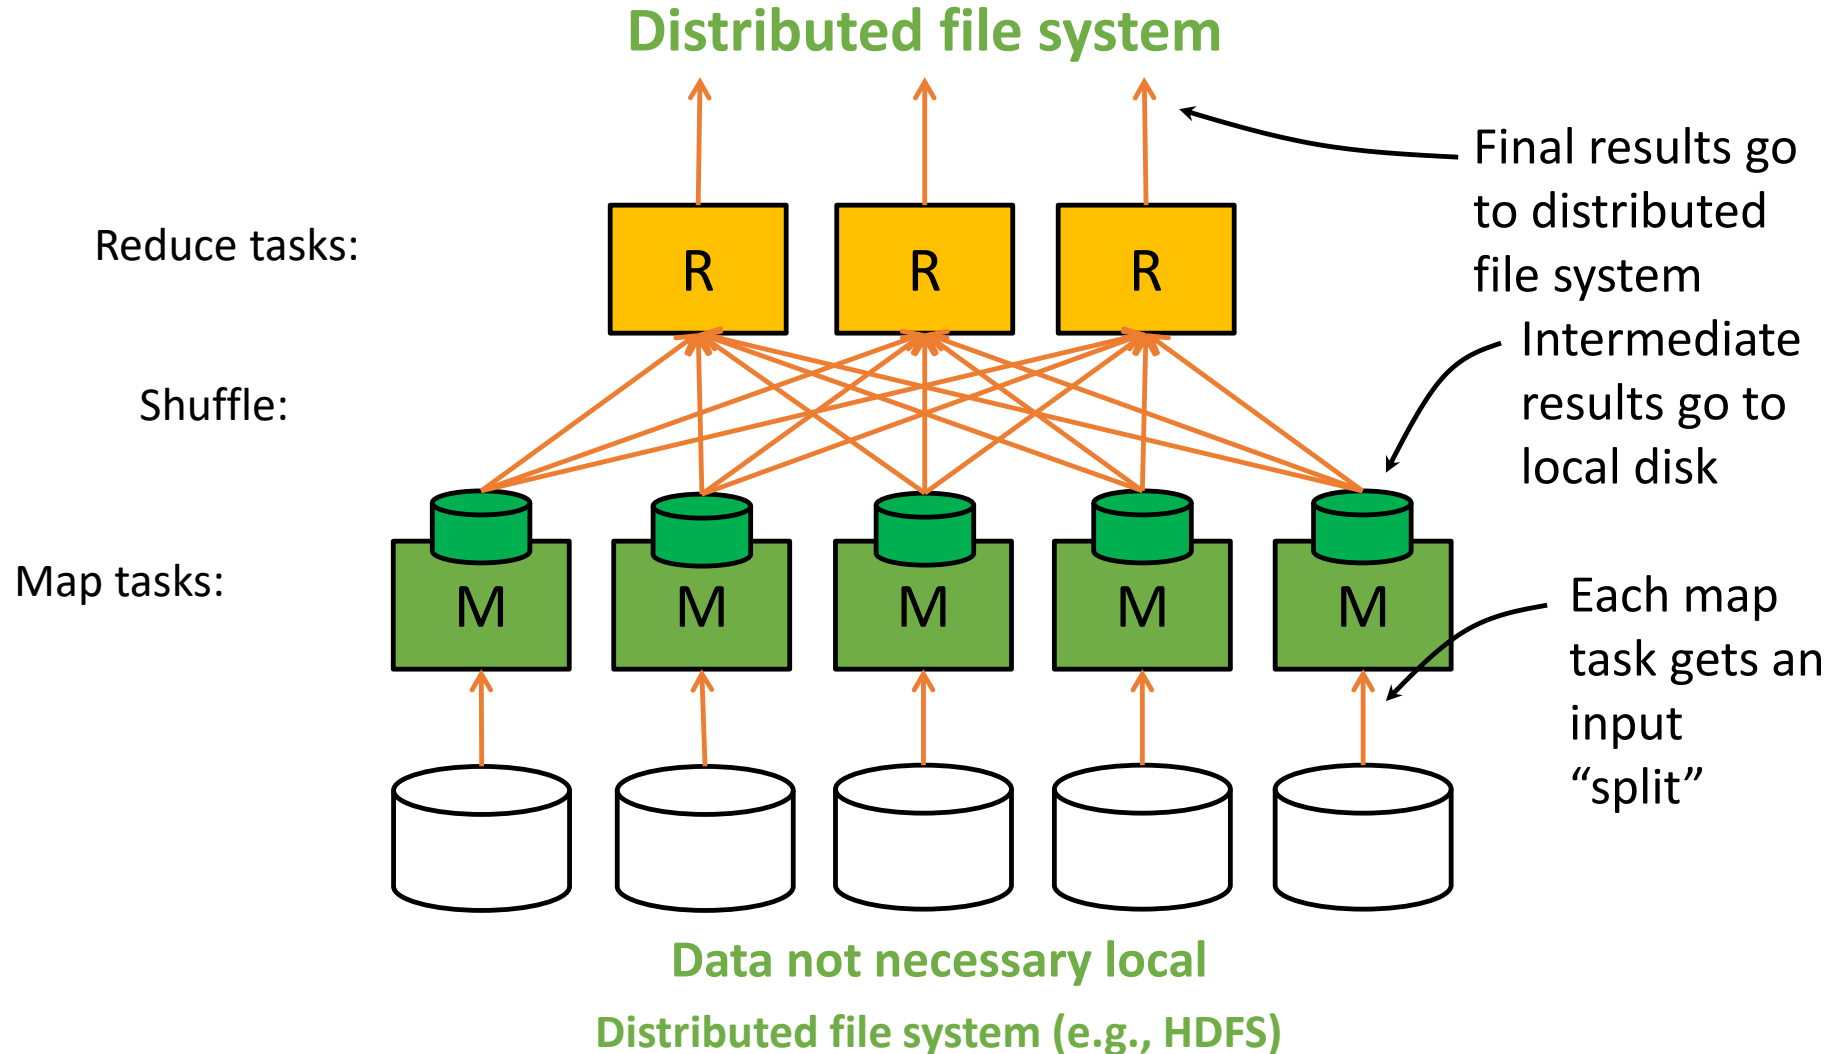 Distributed file system
Final results go
to distributed
file system
Reduce tasks:
R
R
R
Intermediate
results go to
local disk
Shuffle:
Map tasks:
M
M
M
M
M
Each map
task gets an
input
“split”
Data not necessary local
Distributed file system (e.g., HDFS)